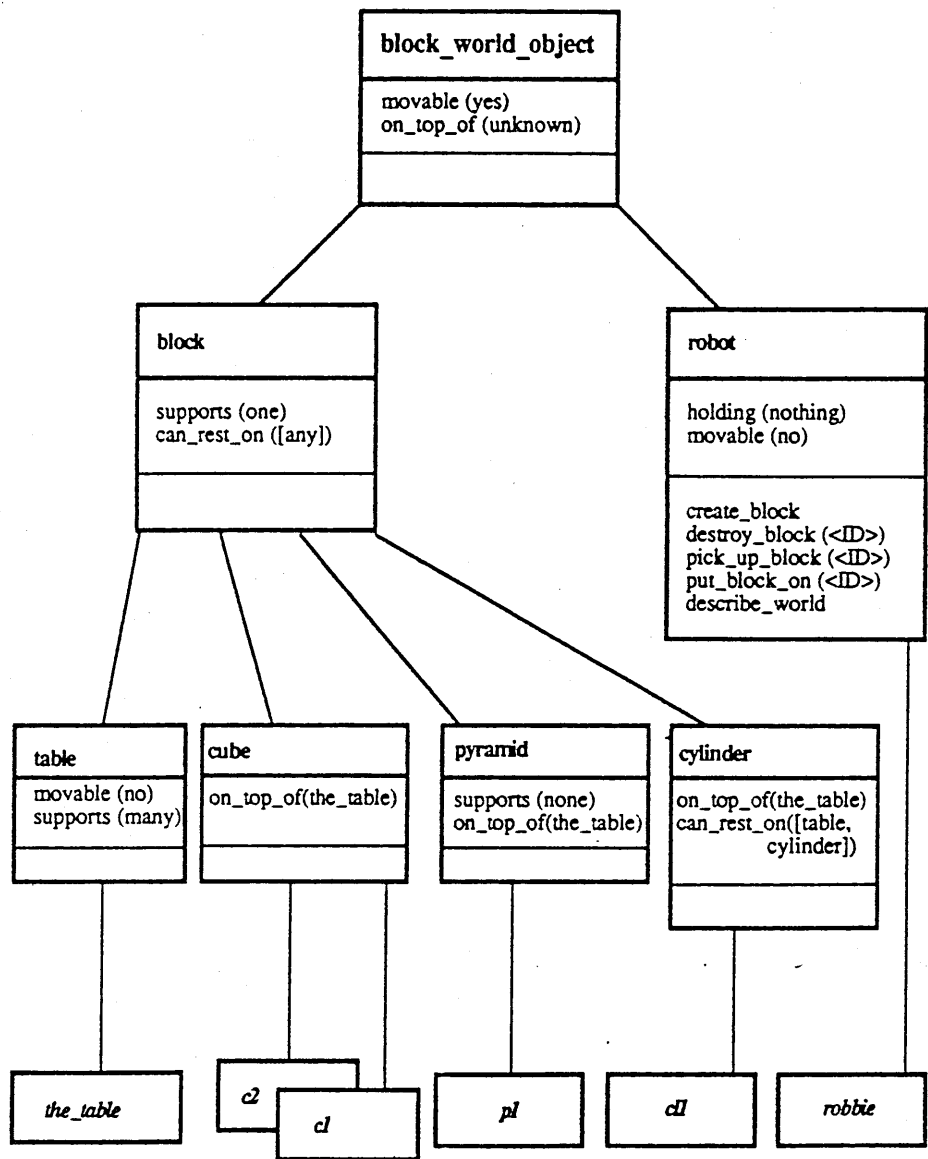 block_world_object
movable (yes)
on_top_of (unknown)
block
supports (one)
can_rest_on ([any])
robot
holding (nothing)
movable (no)
create_block
destroy_block (<ID>)
pick_up_block (<ID>)
put_block_on (<ID>)
describe_world
table
movable (no)
supports (many)
cube
on_top_of(the_table)
pyramid
supports (none)
on_top_of(the_table)
cylinder
on_top_of(the_table)
can_rest_on([table,
cylinder])
the_table
c2
c1
p1
cl1
robbie